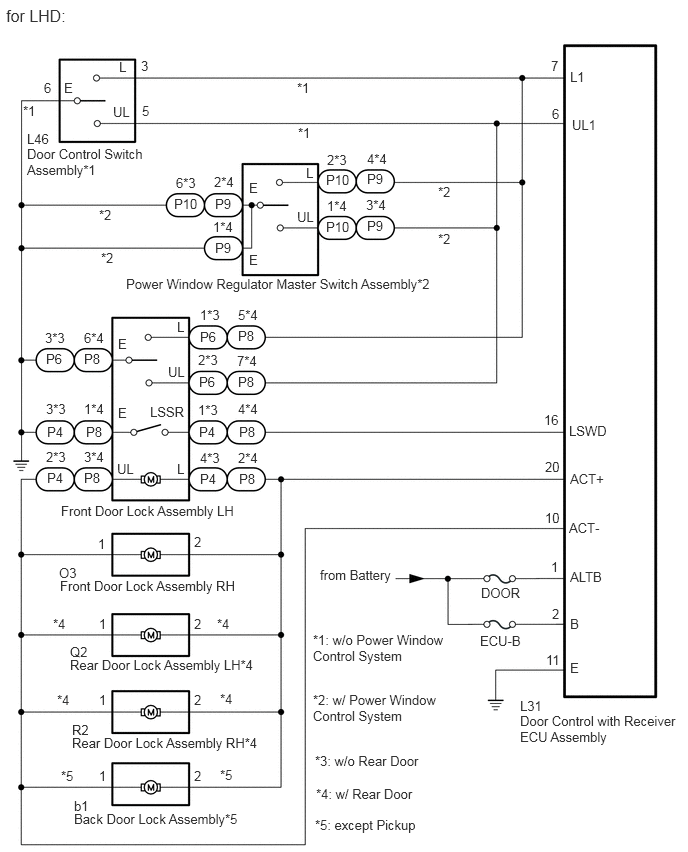 for LHD:
L 3
7 L1
6 E
*1
*1
UL 5
6 UL1
*1
L46
Door Control Switch
Assembly*1
2*3 4*4
L P10 P9
*2
6*3 2*4
E
P10 P9
*2
1*4 3*4
UL P10 P9
*2
1*4
P9
E
*2
Power Window Regulator Master Switch Assembly*2
1*3 5*4
L P6 P8
3*3 6*4
E
P6 P8
2*3 7*4
UL P6 P8
3*3 1*4 E LSSR 1*3 4*4
P4 P8 P4 P8
16 LSWD
2*3 3*4 UL L 4*3 2*4
P4 P8 M P4 P8
20 ACT+
Front Door Lock Assembly LH
10 ACT-
1 M 2
O3
Front Door Lock Assembly RH
from Battery
DOOR
1 ALTB
ECU-B
2 B
*4 1 M 2 *4
Q2
Rear Door Lock Assembly LH*4
11 E
*1: w/o Power Window
Control System
*4 1 M 2 *4
R2
Rear Door Lock Assembly RH*4
*2: w/ Power Window
Control System
L31
Door Control with Receiver
ECU Assembly
*3: w/o Rear Door
*5 1 M 2 *5
b1
Back Door Lock Assembly*5
*4: w/ Rear Door
*5: except Pickup